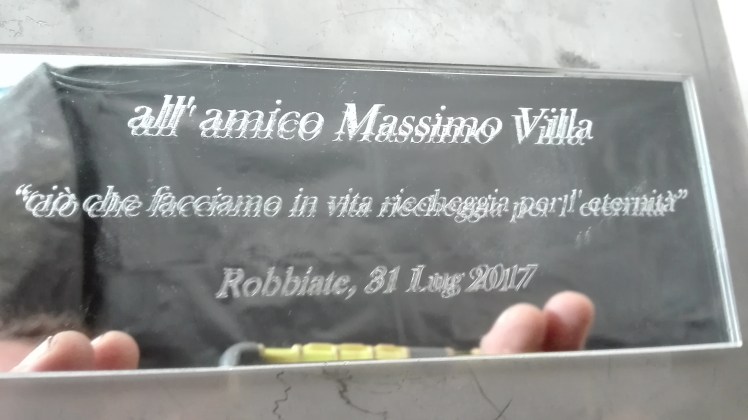 all' amico Massimo Villa
“ciò che facciamo in vita riecheggia per l' eternità”
Robbiate, 31 Lug 2017